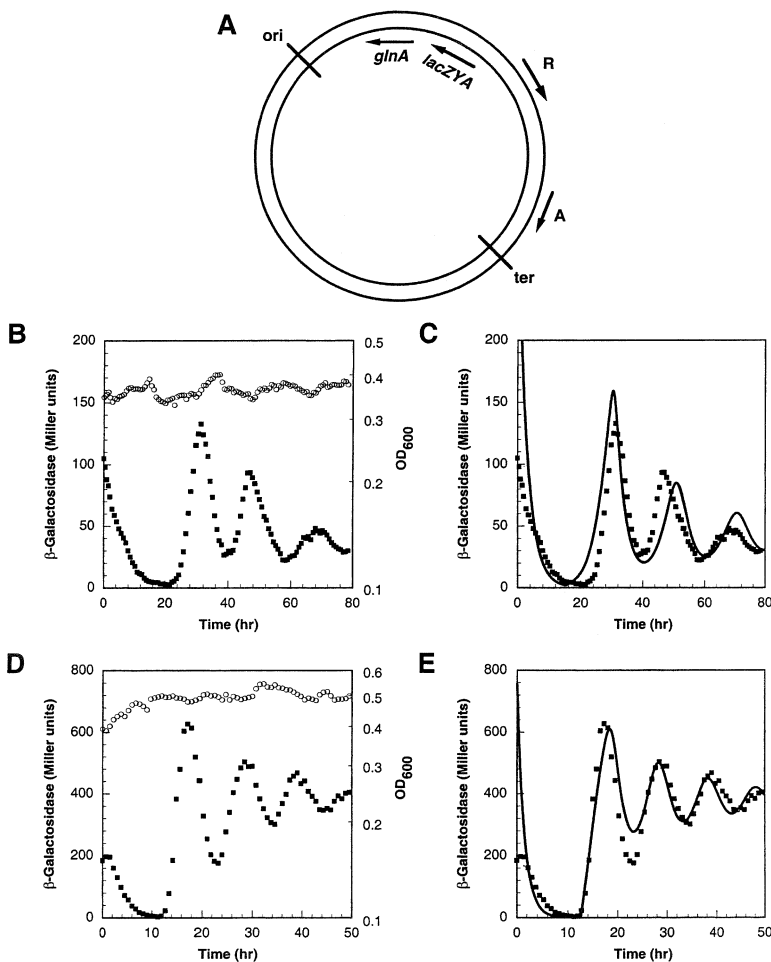 A
ori
glnA
lacZYA
R
A
ter
B
β-Galactosidase (Miller units)
200
150
100
50
0
0 20 40 60 80
Time (hr)
0.5
0.4
0.3
0.2
0.1
OD600
C
β-Galactosidase (Miller units)
200
150
100
50
0
0 20 40 60 80
Time (hr)
D
β-Galactosidase (Miller units)
800
600
400
200
0
0 10 20 30 40 50
Time (hr)
0.6
0.5
0.4
0.3
0.2
0.1
OD600
E
β-Galactosidase (Miller units)
800
600
400
200
0
0 10 20 30 40 50
Time (hr)